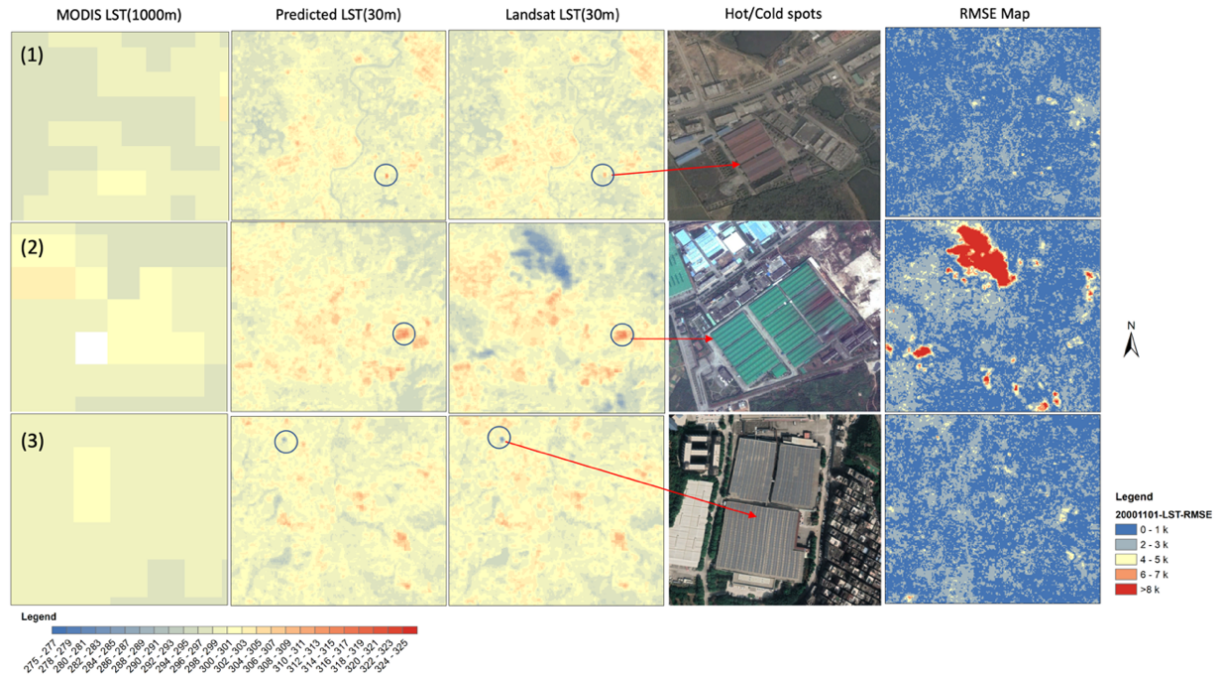 MODIS LST(1000m) Predicted LST(30m) Landsat LST(30m) Hot/Cold spots RMSE Map
(1)
(2)
N
(3)
Legend
20001101-LST-RMSE
0 - 1 k
2 - 3 k
4 - 5 k
6 - 7 k
>8 k
Legend
275 - 277
278 - 279
280 - 281
282 - 283
284 - 285
286 - 287
288 - 289
290 - 291
292 - 293
294 - 295
296 - 297
298 - 299
300 - 301
302 - 303
304 - 305
306 - 307
308 - 309
310 - 311
312 - 313
314 - 315
316 - 317
318 - 319
320 - 321
322 - 323
324 - 325